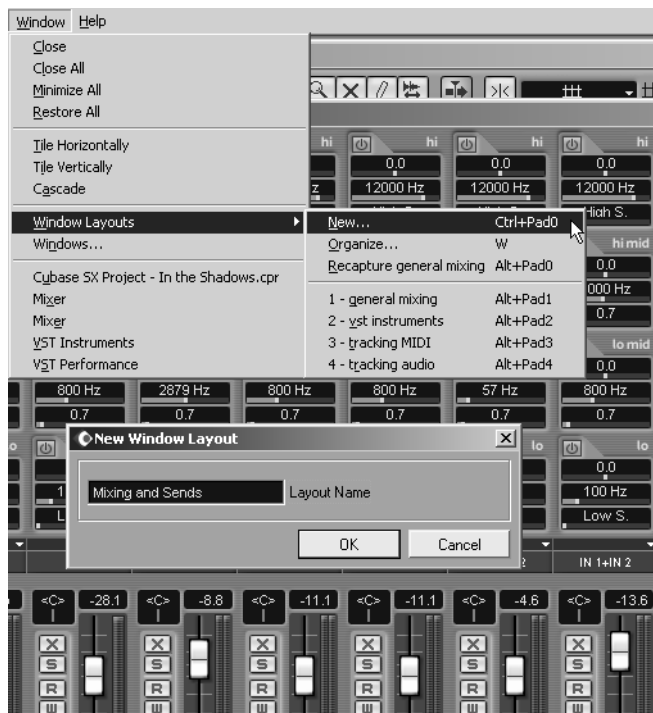 Window Help
Close
Close All
Minimize All
Restore All
Tile Horizontally
Tile Vertically
Cascade
Window Layouts
Windows...
Cubase SX Project - In the Shadows.cpr
Mixer
Mixer
VST Instruments
VST Performance
New... Ctrl+Pad0
Organize... W
Recapture general mixing Alt+Pad0
1 - general mixing Alt+Pad1
2 - vst instruments Alt+Pad2
3 - tracking MIDI Alt+Pad3
4 - tracking audio Alt+Pad4
hi hi hi hi
0.0 0.0 0.0
z 12000 Hz 12000 Hz 12000 Hz
High S.
hi mid
0.0
000 Hz
0.7
lo mid
0.0
800 Hz 2879 Hz 800 Hz 800 Hz 57 Hz 800 Hz
0.7 0.7 0.7 0.7 0.7 0.7
New Window Layout
Mixing and Sends Layout Name
OK Cancel
o lo lo
0.0
1 100 Hz
L Low S.
IN 1+IN 2
<C> -28.1 <C> -8.8 <C> -11.1 <C> -11.1 <C> -4.6 <C> -13.6
X X X X X X
S S S S S S
R R R R R R
W W W W W W